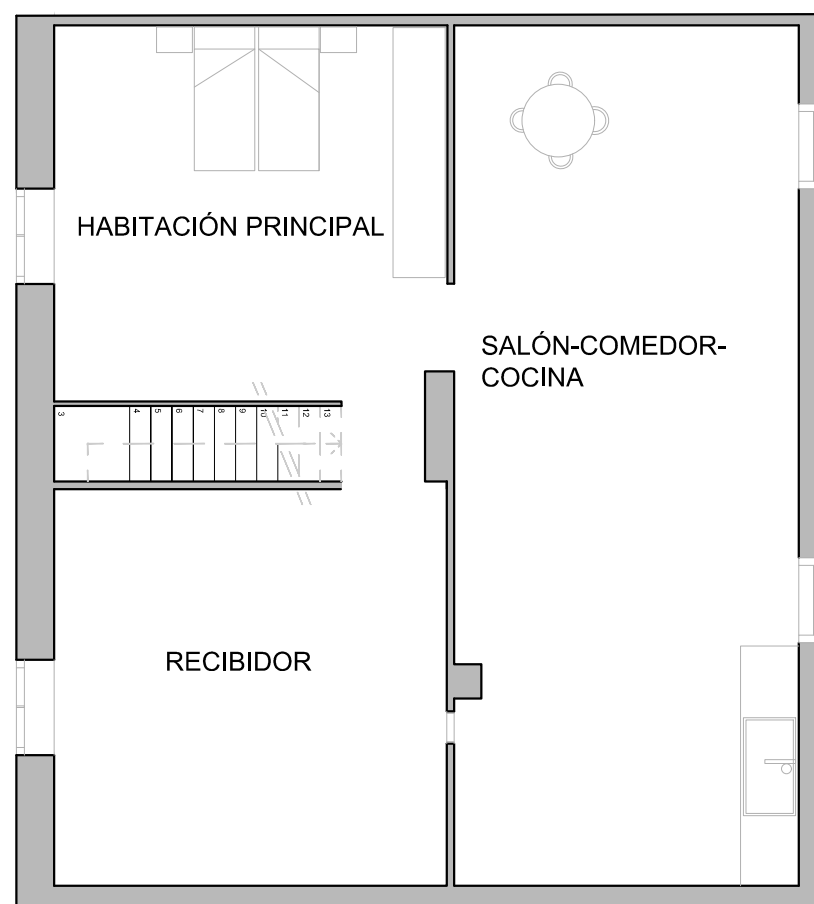 HABITACIÓN PRINCIPAL
SALÓN-COMEDOR-
COCINA
3 4 5 6 7 8 9 10 11 12 13
RECIBIDOR